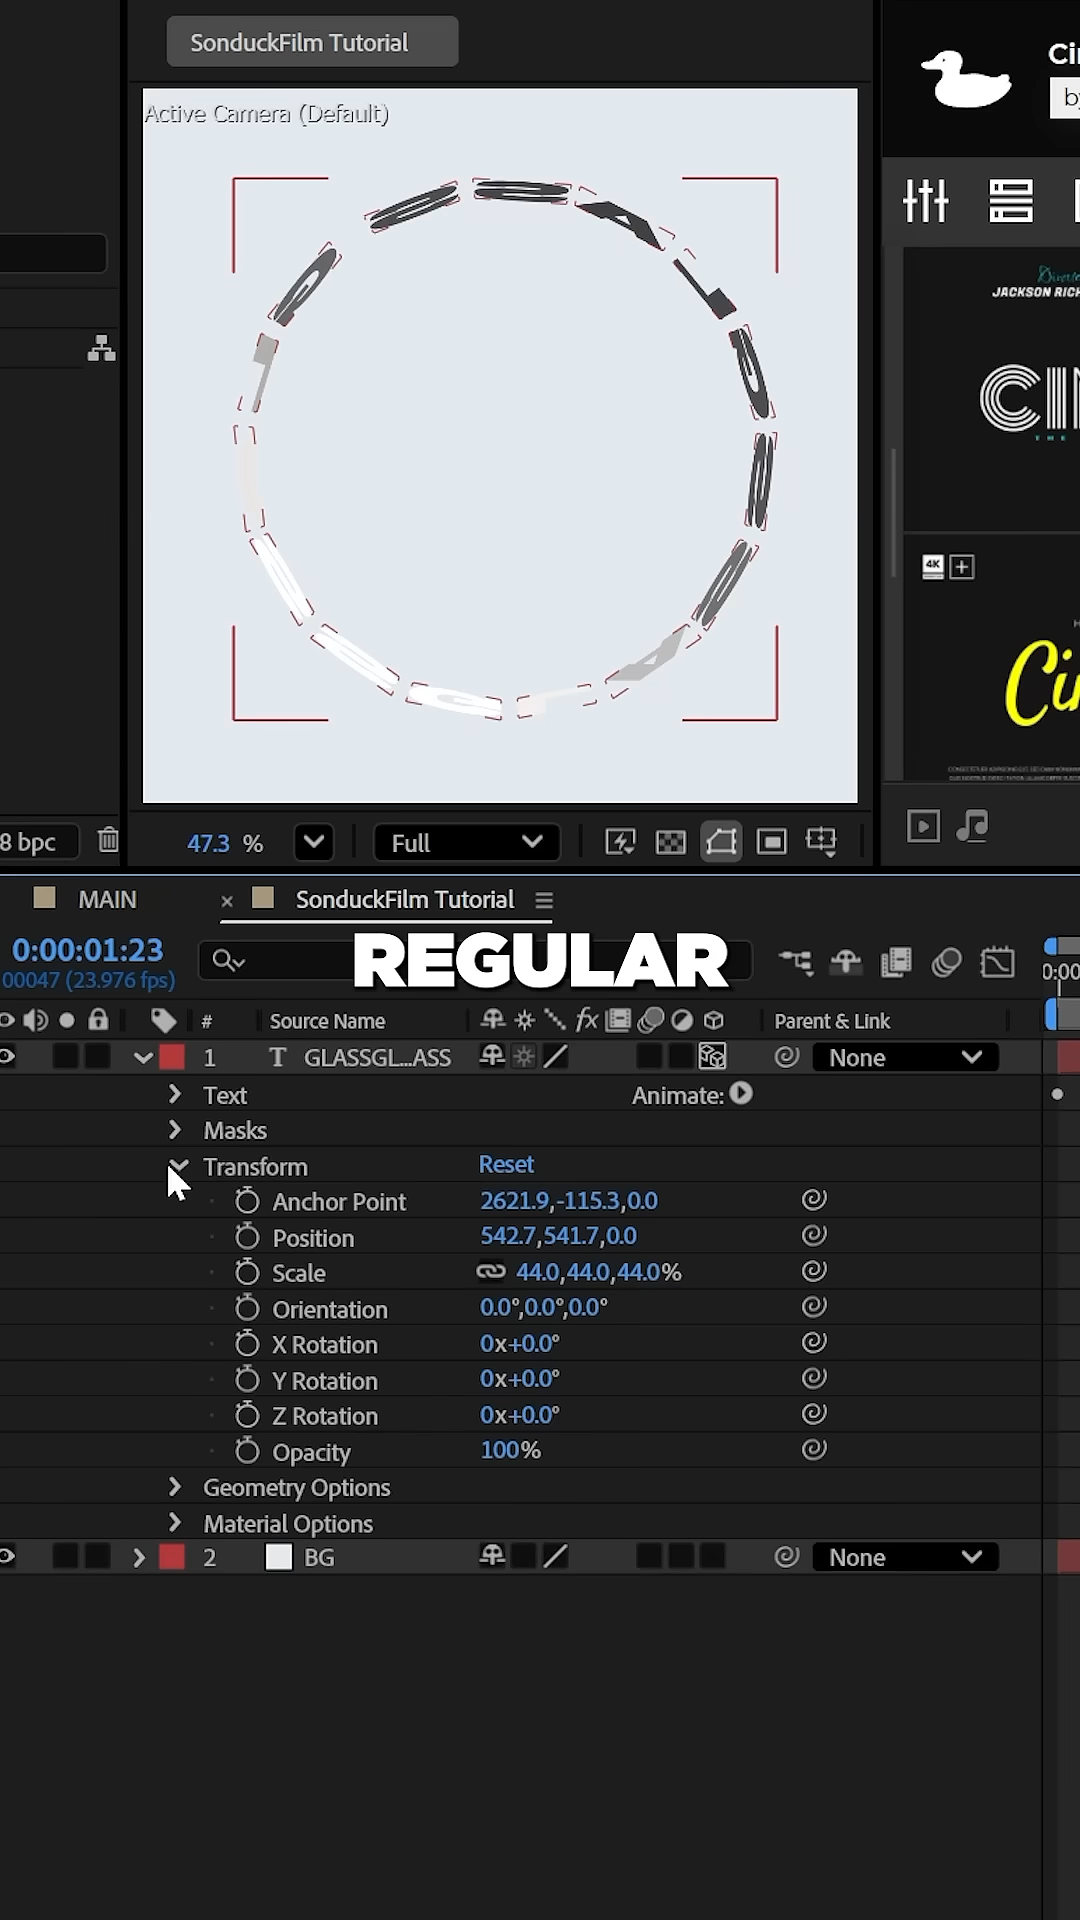 SonduckFilm Tutorial
Active Camera (Default)
JACKSON RICH
4K
8 bpc
47.3 %
Full
MAIN
× SonduckFilm Tutorial
0:00:01:23
00047 (23.976 fps)
REGULAR
0:00
# Source Name fx Parent & Link
1 T GLASSGL...ASS None
Text Animate:
Masks
Transform Reset
Anchor Point 2621.9,-115.3,0.0
Position 542.7,541.7,0.0
Scale 44.0,44.0,44.0%
Orientation 0.0°,0.0°,0.0°
X Rotation 0x+0.0°
Y Rotation 0x+0.0°
Z Rotation 0x+0.0°
Opacity 100%
Geometry Options
Material Options
2 BG None